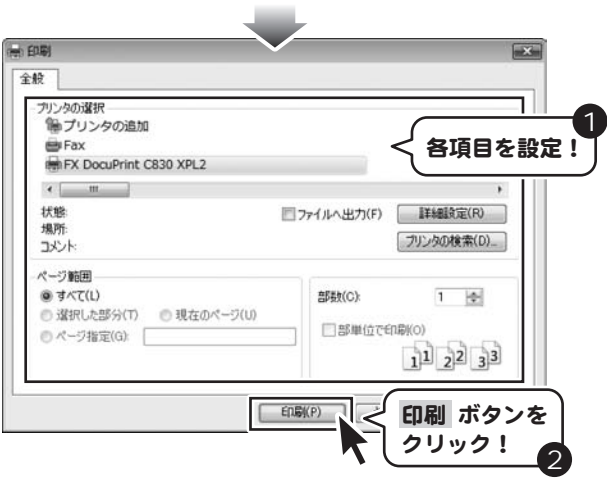 印刷
全般
プリンタの選択
プリンタの追加
Fax
FX DocuPrint C830 XPL2
1
各項目を設定！
状態:
場所:
コメント:
ファイルへ出力(F)
詳細設定(R)
プリンタの検索(D)...
ページ範囲
すべて(L)
選択した部分(T) 現在のページ(U)
ページ指定(G):
部数(C): 1
部単位で印刷(O)
11 22 33
印刷(P)
印刷 ボタンを
クリック！
2